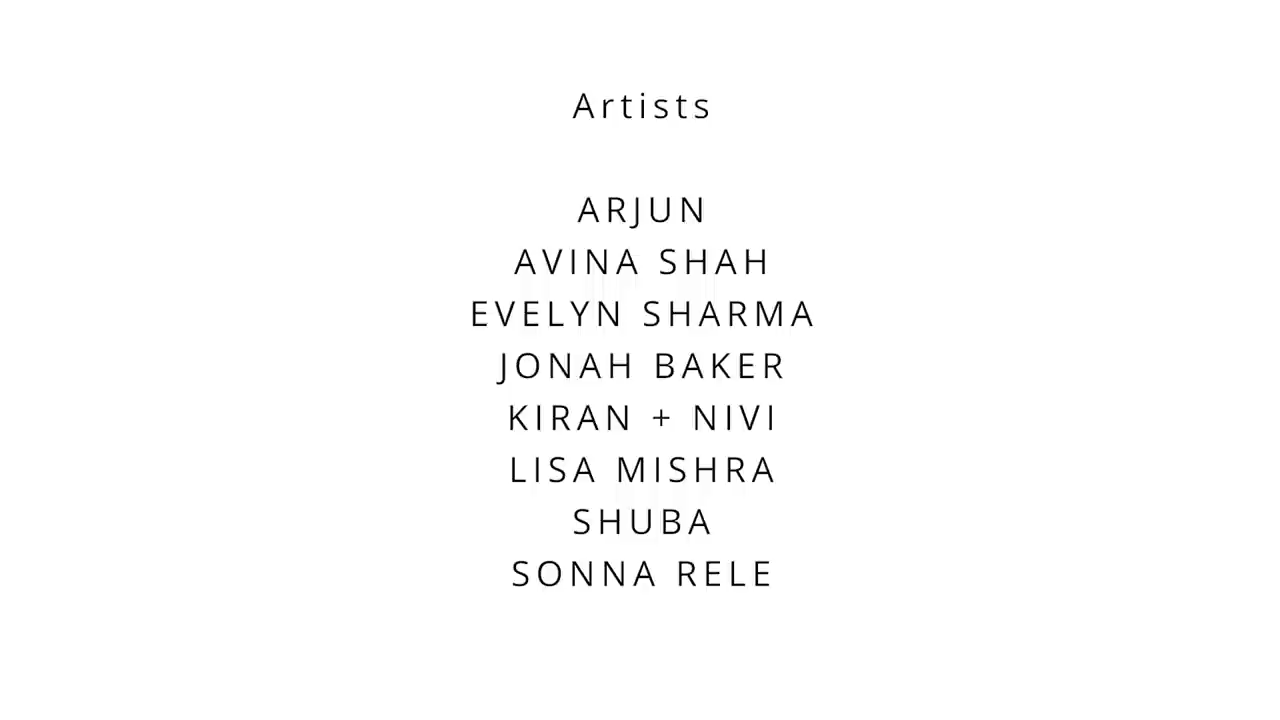 Artists
ARJUN
AVINA SHAH
EVELYN SHARMA
JONAH BAKER
KIRAN + NIVI
LISA MISHRA
SHUBA
SONNA RELE